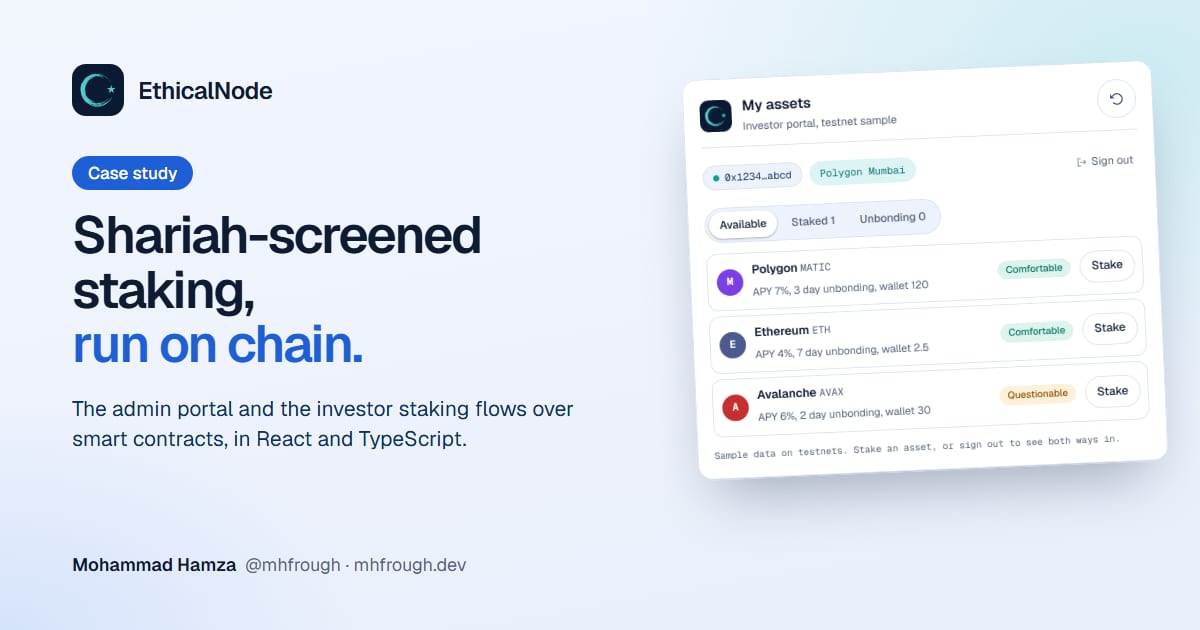 EthicalNode
Case study
Shariah-screened
staking,
run on chain.
The admin portal and the investor staking flows over
smart contracts, in React and TypeScript.
Mohammad Hamza @mhfrough · mhfrough.dev
My assets
Investor portal, testnet sample
0x1234…abcd Polygon Mumbai Sign out
Available Staked 1 Unbonding 0
M Polygon MATIC Comfortable Stake
APY 7%, 3 day unbonding, wallet 120
E Ethereum ETH Comfortable Stake
APY 4%, 7 day unbonding, wallet 2.5
A Avalanche AVAX Questionable Stake
APY 6%, 2 day unbonding, wallet 30
Sample data on testnets. Stake an asset, or sign out to see both ways in.